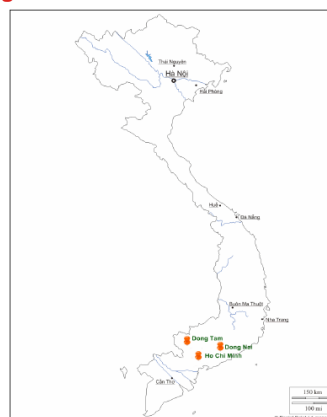 Thái Nguyên
Hà Nội
Hải Phòng
Huế
Đà Nẵng
Buôn Ma Thuột
Nha Trang
Dong Tam
Dong Nai
Ho Chi Minh
Cần Thơ
150 km
100 mi